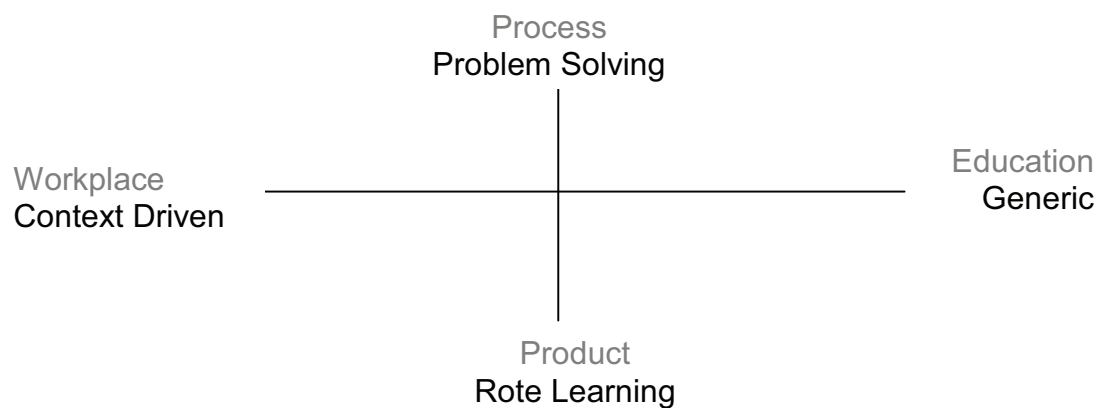 Process
Problem Solving
Workplace
Context Driven
Education
Generic
Product
Rote Learning